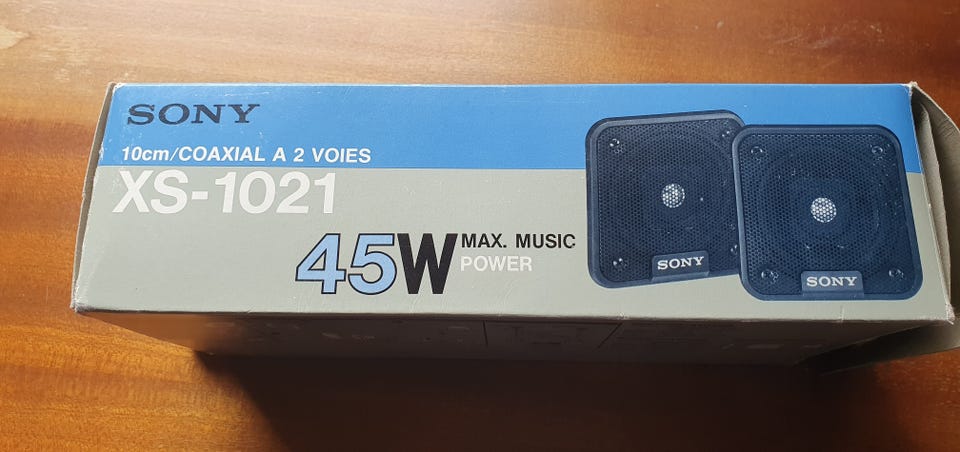 SONY
10cm/COAXIAL A 2 VOIES
XS-1021
45W MAX. MUSIC
POWER
SONY
SONY